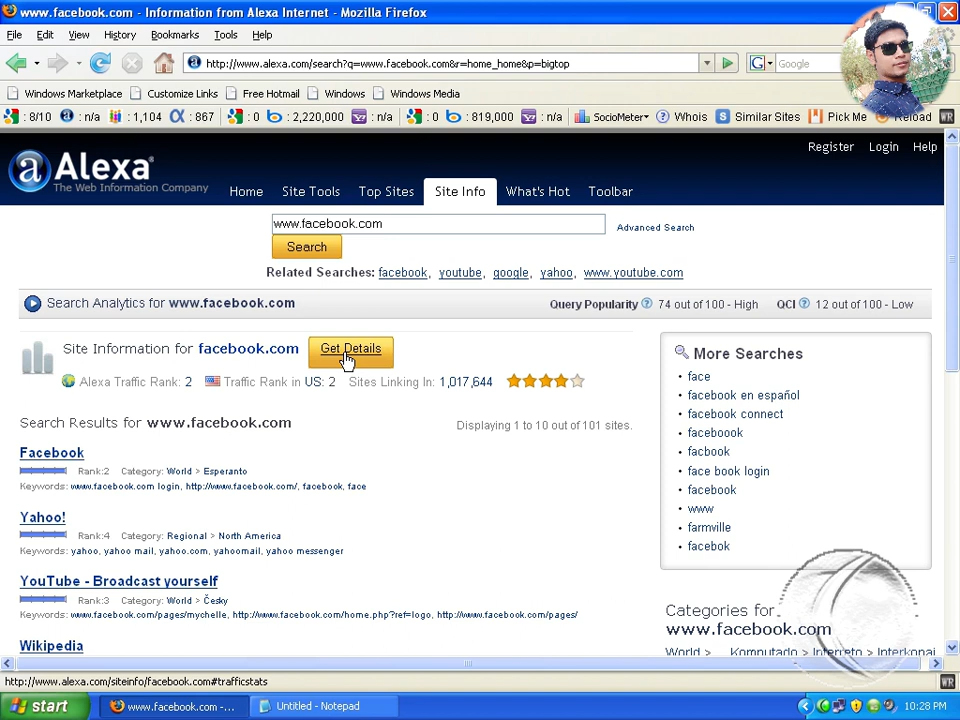 www.facebook.com - Information from Alexa Internet - Mozilla Firefox
File Edit View History Bookmarks Tools Help
http://www.alexa.com/search?q=www.facebook.com&r=home_home&p=bigtop
Google
Windows Marketplace Customize Links Free Hotmail Windows Windows Media
: 8/10 : n/a : 1,104 : 867 : 0 : 2,220,000 : n/a : 0 : 819,000 : n/a SocioMeter Whois Similar Sites Pick Me Reload WR
Register Login Help
Alexa
The Web Information Company
Home Site Tools Top Sites Site Info What's Hot Toolbar
www.facebook.com
Advanced Search
Search
Related Searches: facebook, youtube, google, yahoo, www.youtube.com
Search Analytics for www.facebook.com Query Popularity ? 74 out of 100 - High QCI ? 12 out of 100 - Low
Site Information for facebook.com Get Details
Alexa Traffic Rank: 2 Traffic Rank in US: 2 Sites Linking In: 1,017,644
Search Results for www.facebook.com Displaying 1 to 10 out of 101 sites.
Facebook
Rank:2 Category: World > Esperanto
Keywords: www.facebook.com login, http://www.facebook.com/, facebook, face
Yahoo!
Rank:4 Category: Regional > North America
Keywords: yahoo, yahoo mail, yahoo.com, yahoomail, yahoo messenger
YouTube - Broadcast yourself
Rank:3 Category: World > Česky
Keywords: www.facebook.com/pages/mychelle, http://www.facebook.com/home.php?ref=logo, http://www.facebook.com/pages/
Wikipedia
More Searches
• face
• facebook en español
• facebook connect
• faceboook
• facbook
• face book login
• facebook
• www
• farmville
• facebok
Categories for
www.facebook.com
World > Komputado > Interreto > Interkonai
http://www.alexa.com/siteinfo/facebook.com#trafficstats
WR
start www.facebook.com -... Untitled - Notepad 10:28 PM